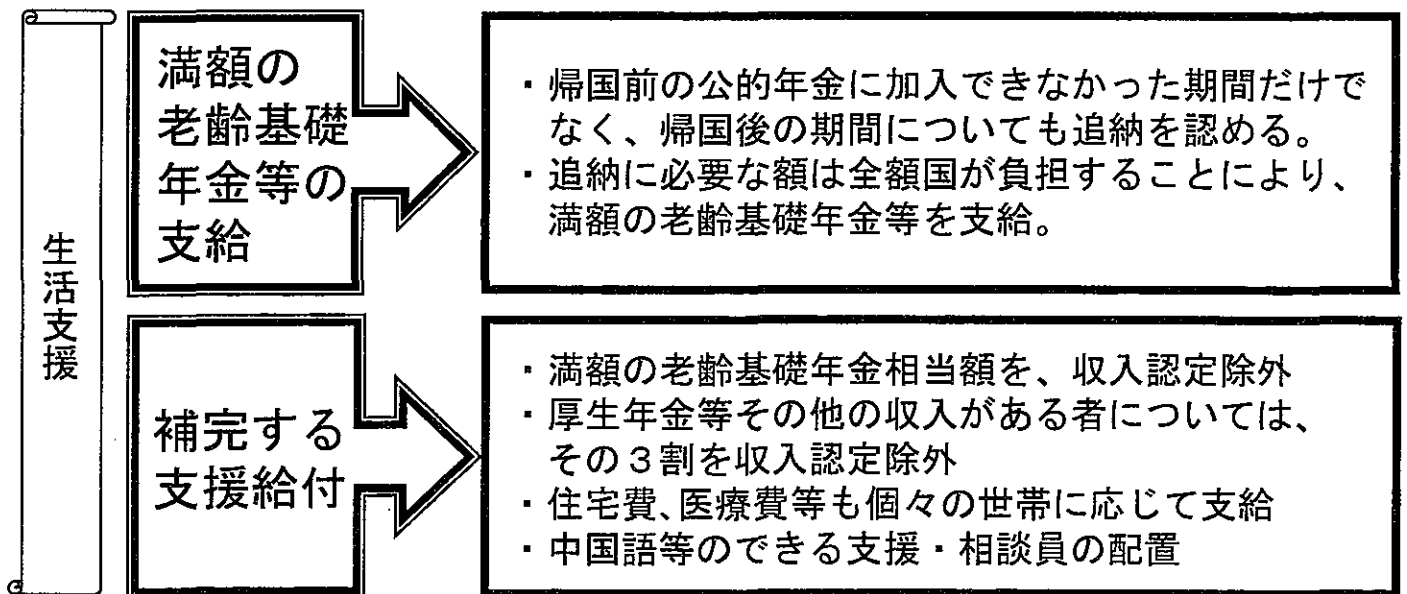 生活支援
満額の
老齢基礎
年金等の
支給
・帰国前の公的年金に加入できなかった期間だけで
なく、帰国後の期間についても追納を認める。
・追納に必要な額は全額国が負担することにより、
満額の老齢基礎年金等を支給。
補完する
支援給付
・満額の老齢基礎年金相当額を、収入認定除外
・厚生年金等その他の収入がある者については、
その3割を収入認定除外
・住宅費、医療費等も個々の世帯に応じて支給
・中国語等のできる支援・相談員の配置